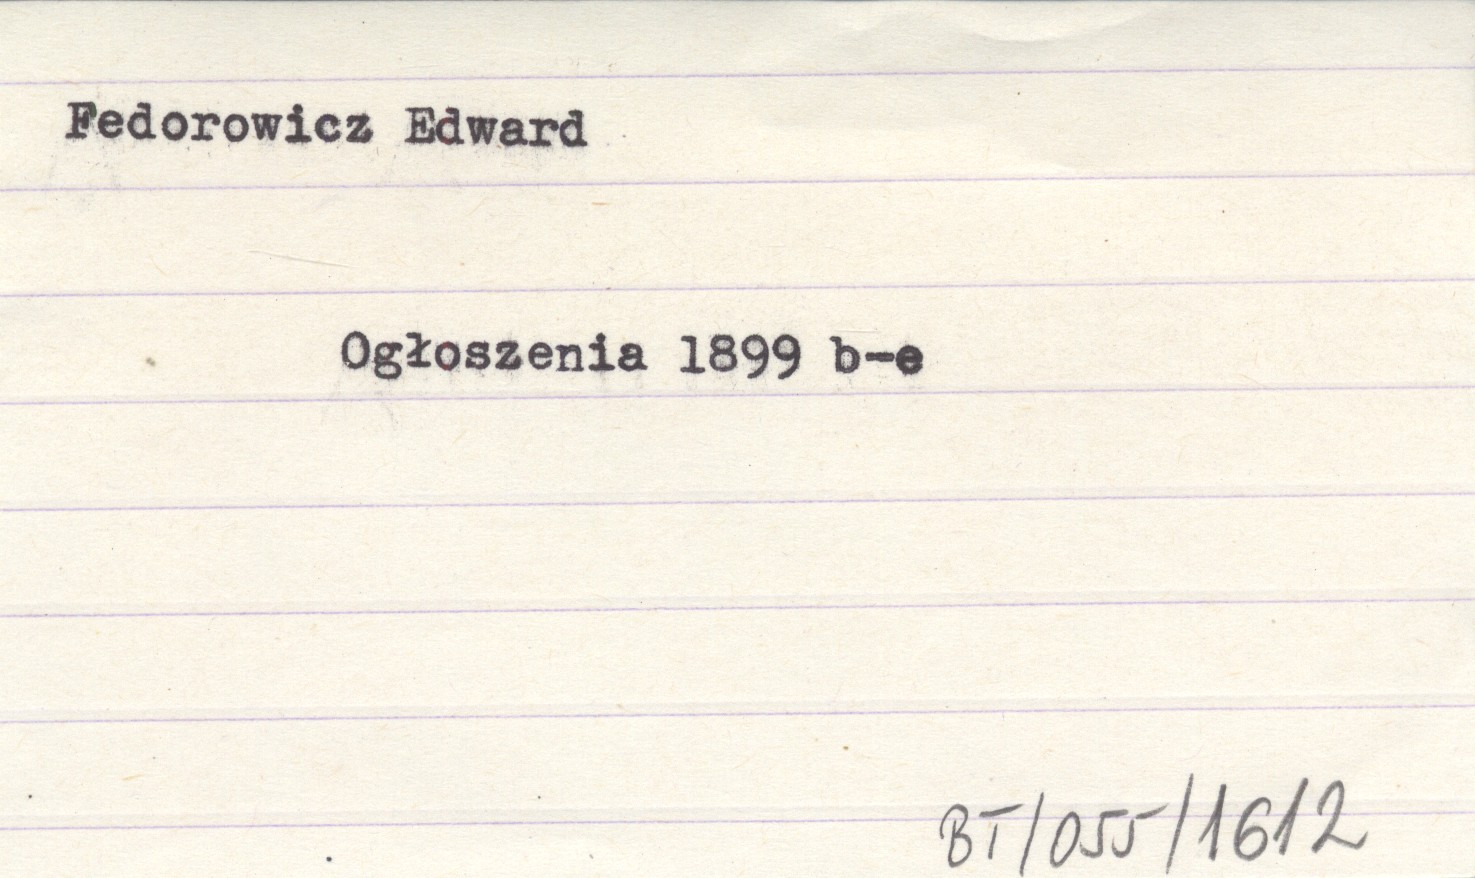 Fedorowicz Edward
Ogłoszenia 1899 b-e
BT/055/1612